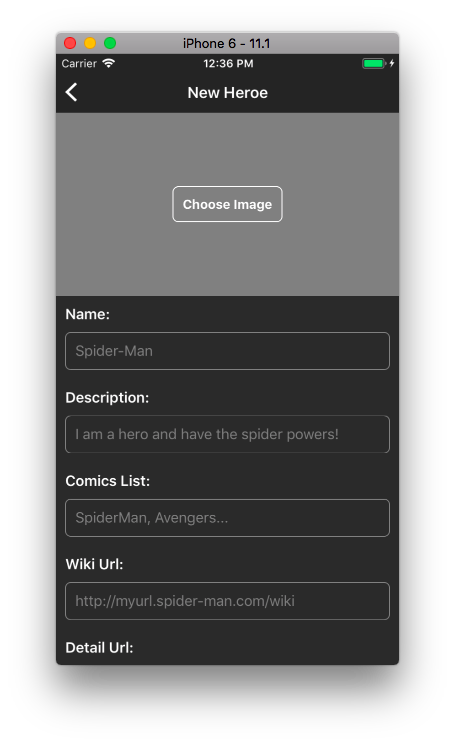 iPhone 6 - 11.1
Carrier 12:36 PM
New Heroe
Choose Image
Name:
Spider-Man
Description:
I am a hero and have the spider powers!
Comics List:
SpiderMan, Avengers...
Wiki Url:
http://myurl.spider-man.com/wiki
Detail Url: